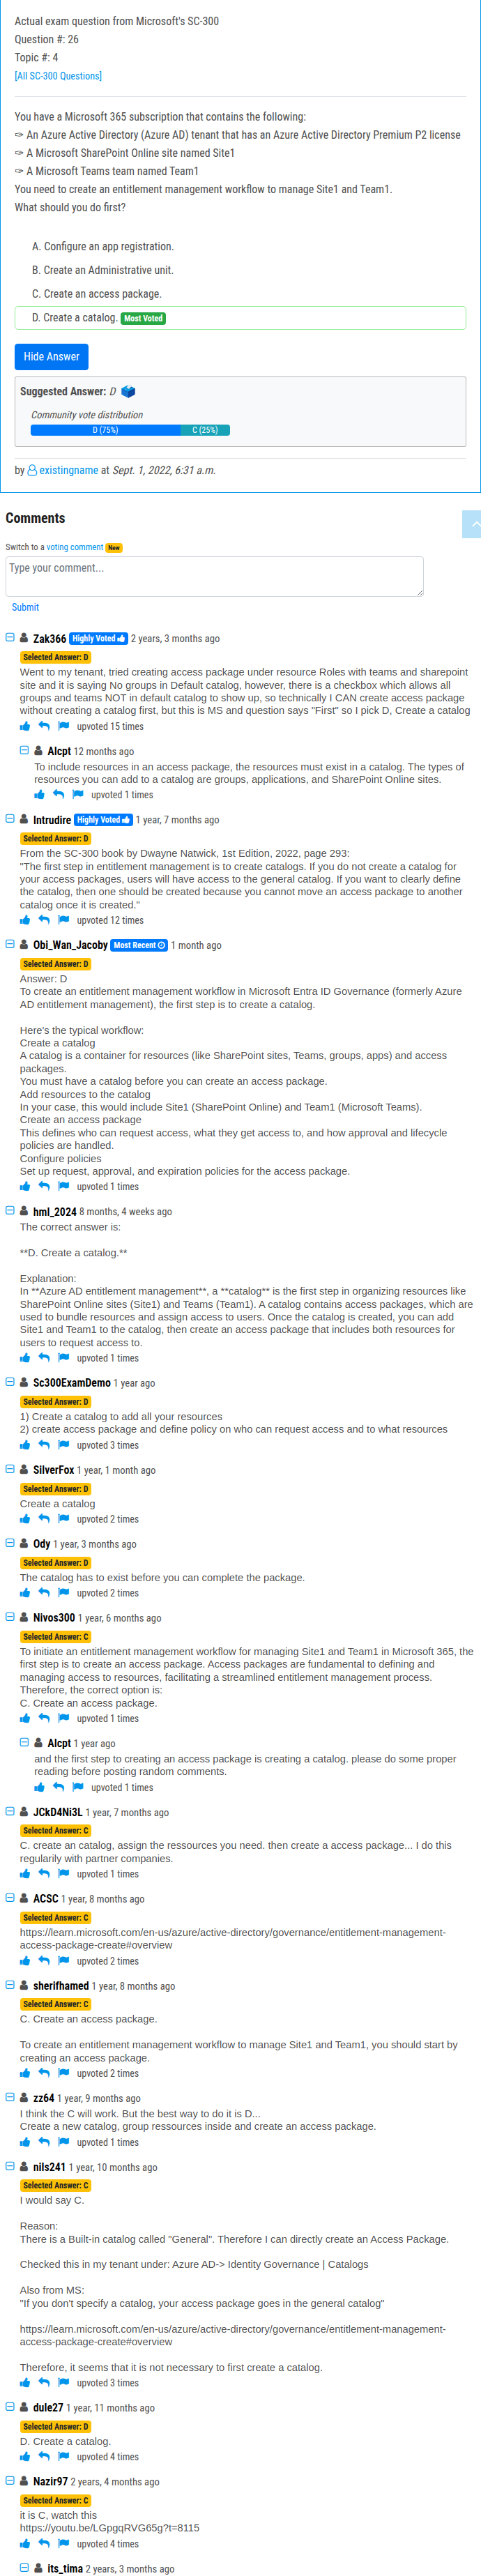 Actual exam question from Microsoft's SC-300
Question #: 26
Topic #: 4
[All SC-300 Questions]
You have a Microsoft 365 subscription that contains the following:
✑ An Azure Active Directory (Azure AD) tenant that has an Azure Active Directory Premium P2 license
✑ A Microsoft SharePoint Online site named Site1
✑ A Microsoft Teams team named Team1
You need to create an entitlement management workflow to manage Site1 and Team1.
What should you do first?
A. Configure an app registration.
B. Create an Administrative unit.
C. Create an access package.
D. Create a catalog. Most Voted
Hide Answer
Suggested Answer: D
Community vote distribution
D (75%) C (25%)
by existingname at Sept. 1, 2022, 6:31 a.m.
Comments
Switch to a voting comment New
Type your comment...
Submit
Zak366 Highly Voted 2 years, 3 months ago
Selected Answer: D
Went to my tenant, tried creating access package under resource Roles with teams and sharepoint
site and it is saying No groups in Default catalog, however, there is a checkbox which allows all
groups and teams NOT in default catalog to show up, so technically I CAN create access package
without creating a catalog first, but this is MS and question says "First" so I pick D, Create a catalog
upvoted 15 times
Alcpt 12 months ago
To include resources in an access package, the resources must exist in a catalog. The types of
resources you can add to a catalog are groups, applications, and SharePoint Online sites.
upvoted 1 times
Intrudire Highly Voted 1 year, 7 months ago
Selected Answer: D
From the SC-300 book by Dwayne Natwick, 1st Edition, 2022, page 293:
"The first step in entitlement management is to create catalogs. If you do not create a catalog for
your access packages, users will have access to the general catalog. If you want to clearly define
the catalog, then one should be created because you cannot move an access package to another
catalog once it is created."
upvoted 12 times
Obi_Wan_Jacoby Most Recent 1 month ago
Selected Answer: D
Answer: D
To create an entitlement management workflow in Microsoft Entra ID Governance (formerly Azure
AD entitlement management), the first step is to create a catalog.
Here's the typical workflow:
Create a catalog
A catalog is a container for resources (like SharePoint sites, Teams, groups, apps) and access
packages.
You must have a catalog before you can create an access package.
Add resources to the catalog
In your case, this would include Site1 (SharePoint Online) and Team1 (Microsoft Teams).
Create an access package
This defines who can request access, what they get access to, and how approval and lifecycle
policies are handled.
Configure policies
Set up request, approval, and expiration policies for the access package.
upvoted 1 times
hml_2024 8 months, 4 weeks ago
The correct answer is:
**D. Create a catalog.**
Explanation:
In **Azure AD entitlement management**, a **catalog** is the first step in organizing resources like
SharePoint Online sites (Site1) and Teams (Team1). A catalog contains access packages, which are
used to bundle resources and assign access to users. Once the catalog is created, you can add
Site1 and Team1 to the catalog, then create an access package that includes both resources for
users to request access to.
upvoted 1 times
Sc300ExamDemo 1 year ago
Selected Answer: D
1) Create a catalog to add all your resources
2) create access package and define policy on who can request access and to what resources
upvoted 3 times
SilverFox 1 year, 1 month ago
Selected Answer: D
Create a catalog
upvoted 2 times
Ody 1 year, 3 months ago
Selected Answer: D
The catalog has to exist before you can complete the package.
upvoted 2 times
Nivos300 1 year, 6 months ago
Selected Answer: C
To initiate an entitlement management workflow for managing Site1 and Team1 in Microsoft 365, the
first step is to create an access package. Access packages are fundamental to defining and
managing access to resources, facilitating a streamlined entitlement management process.
Therefore, the correct option is:
C. Create an access package.
upvoted 1 times
Alcpt 1 year ago
and the first step to creating an access package is creating a catalog. please do some proper
reading before posting random comments.
upvoted 1 times
JCkD4Ni3L 1 year, 7 months ago
Selected Answer: C
C. create an catalog, assign the ressources you need. then create a access package... I do this
regularily with partner companies.
upvoted 1 times
ACSC 1 year, 8 months ago
Selected Answer: C
https://learn.microsoft.com/en-us/azure/active-directory/governance/entitlement-management-
access-package-create#overview
upvoted 2 times
sherifhamed 1 year, 8 months ago
Selected Answer: C
C. Create an access package.
To create an entitlement management workflow to manage Site1 and Team1, you should start by
creating an access package.
upvoted 2 times
zz64 1 year, 9 months ago
I think the C will work. But the best way to do it is D...
Create a new catalog, group ressources inside and create an access package.
upvoted 1 times
nils241 1 year, 10 months ago
Selected Answer: C
I would say C.
Reason:
There is a Built-in catalog called "General". Therefore I can directly create an Access Package.
Checked this in my tenant under: Azure AD-> Identity Governance | Catalogs
Also from MS:
"If you don't specify a catalog, your access package goes in the general catalog"
https://learn.microsoft.com/en-us/azure/active-directory/governance/entitlement-management-
access-package-create#overview
Therefore, it seems that it is not necessary to first create a catalog.
upvoted 3 times
dule27 1 year, 11 months ago
Selected Answer: D
D. Create a catalog.
upvoted 4 times
Nazir97 2 years, 4 months ago
Selected Answer: C
it is C, watch this
https://youtu.be/LGpgqRVG65g?t=8115
upvoted 4 times
its_tima 2 years, 3 months ago